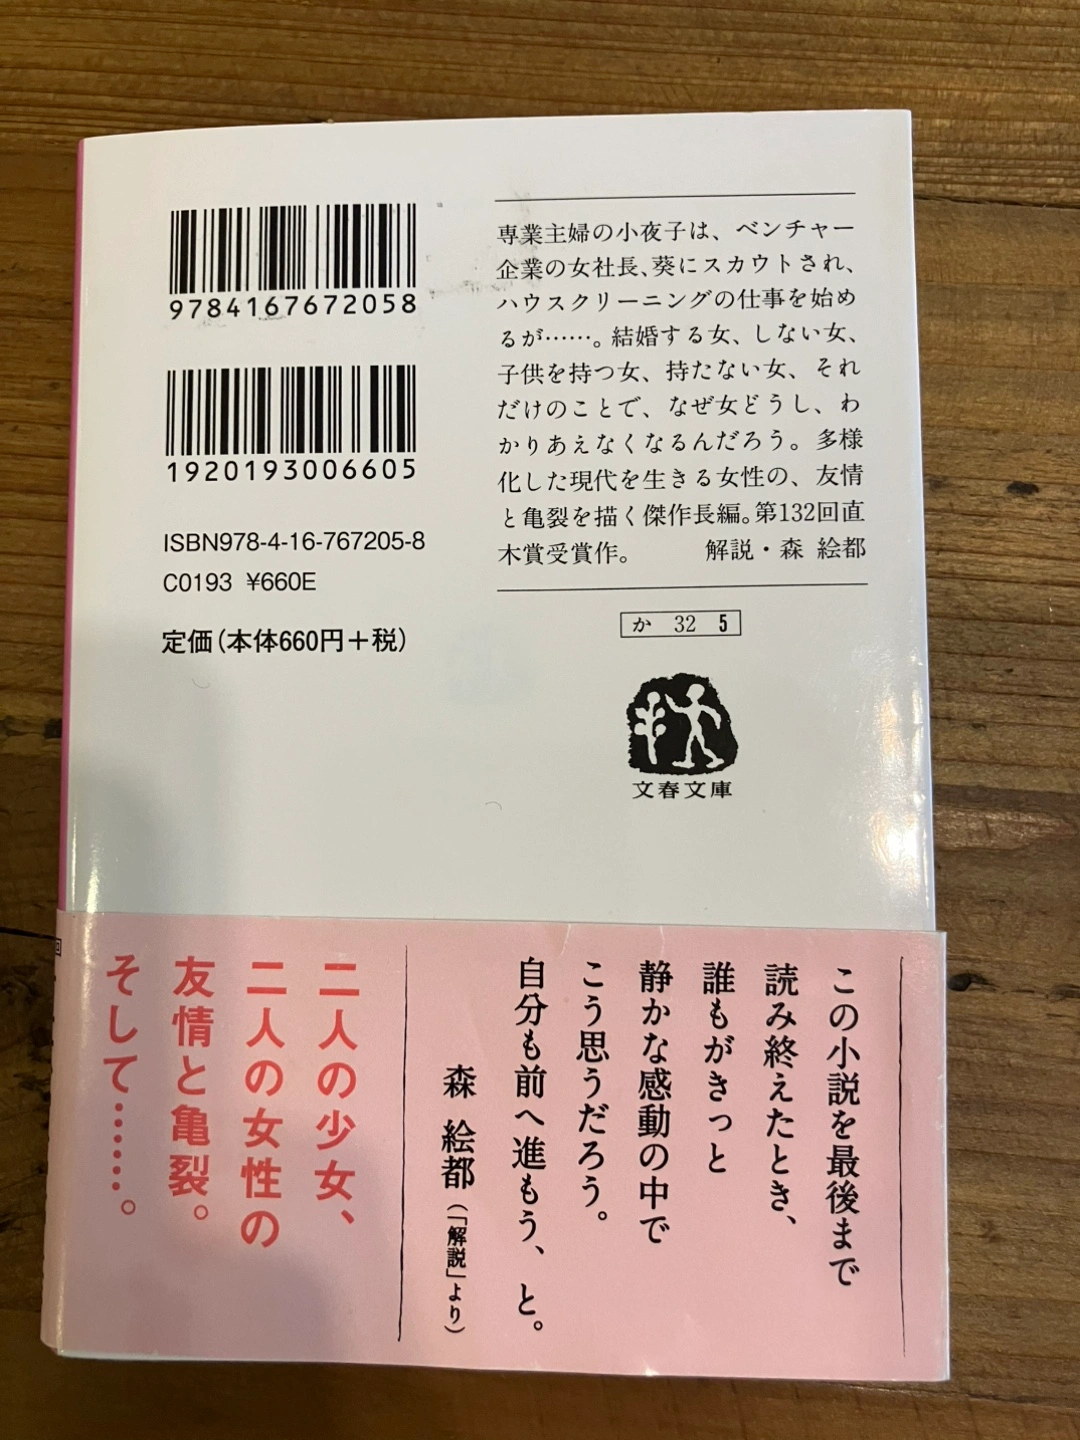 9784167672058
1920193006605
ISBN978-4-16-767205-8
C0193 ¥660E
定価(本体660円+税)
専業主婦の小夜子は、ベンチャー
企業の女社長、葵にスカウトされ、
ハウスクリーニングの仕事を始め
るが……。結婚する女、しない女、
子供を持つ女、持たない女、それ
だけのことで、なぜ女どうし、わ
かりあえなくなるんだろう。多様
化した現代を生きる女性の、友情
と亀裂を描く傑作長編。第132回直
木賞受賞作。 解説・森 絵都
か 32 5
文春文庫
この小説を最後まで
読み終えたとき、
誰もがきっと
静かな感動の中で
こう思うだろう。
自分も前へ進もう、と。
森 絵都(「解説」より)
二人の少女、
二人の女性の
友情と亀裂。
そして……。
回